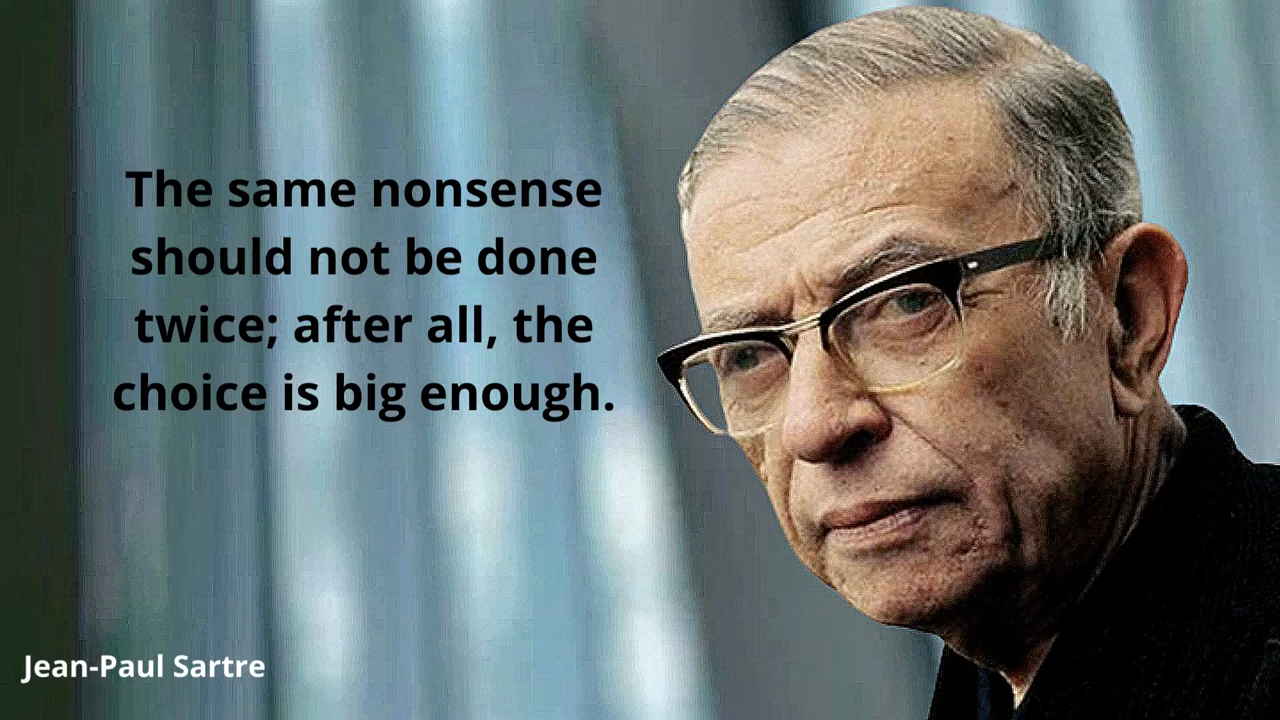 The same nonsense
should not be done
twice; after all, the
choice is big enough.
Jean-Paul Sartre